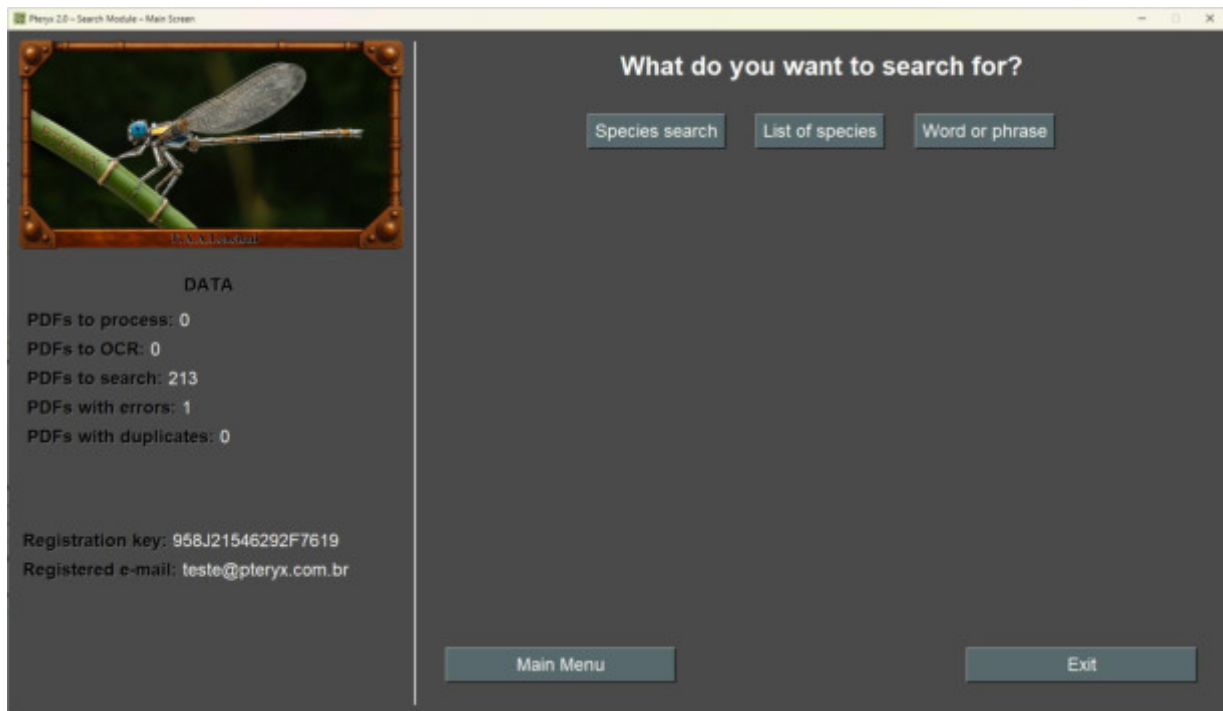 Pteryx 2.0 – Search Module – Main Screen
What do you want to search for?
Species search
List of species
Word or phrase
DATA
PDFs to process: 0
PDFs to OCR: 0
PDFs to search: 213
PDFs with errors: 1
PDFs with duplicates: 0
Registration key: 958J21546292F7619
Registered e-mail: teste@pteryx.com.br
Main Menu
Exit